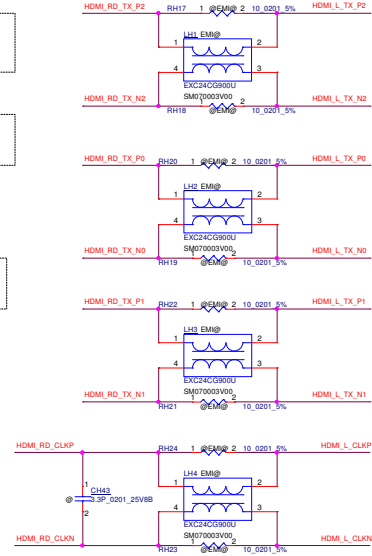 HDMI_RD_TX_P2 RH17 1 @EMI@ 2 10_0201_5% HDMI_L_TX_P2
LH1 EMI@
1 2
4 3
EXC24CG900U
SM070003V00
HDMI_RD_TX_N2 1 2 HDMI_L_TX_N2
RH18 @EMI@ 10_0201_5%
HDMI_RD_TX_P0 RH20 1 @EMI@ 2 10_0201_5% HDMI_L_TX_P0
LH2 EMI@
1 2
4 3
EXC24CG900U
SM070003V00
HDMI_RD_TX_N0 1 2 HDMI_L_TX_N0
RH19 @EMI@ 10_0201_5%
HDMI_RD_TX_P1 RH22 1 @EMI@ 2 10_0201_5% HDMI_L_TX_P1
LH3 EMI@
1 2
4 3
EXC24CG900U
SM070003V00
HDMI_RD_TX_N1 1 2 HDMI_L_TX_N1
RH21 @EMI@ 10_0201_5%
HDMI_RD_CLKP RH24 1 @EMI@ 2 10_0201_5% HDMI_L_CLKP
LH4 EMI@
1 1 2
CH43
@ 3.3P_0201_25V8B
2 4 3
EXC24CG900U
SM070003V00
HDMI_RD_CLKN 1 2 HDMI_L_CLKN
RH23 @EMI@ 10_0201_5%